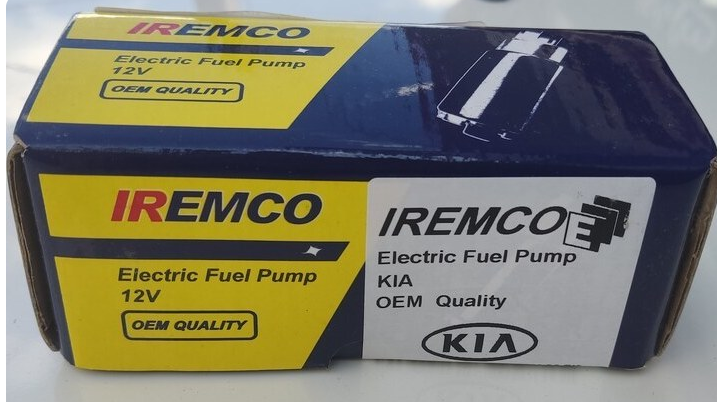 IREMCO
Electric Fuel Pump
12V
OEM QUALITY
IREMCO
Electric Fuel Pump
12V
OEM QUALITY
IREMCO E
Electric Fuel Pump
KIA
OEM Quality
KIA